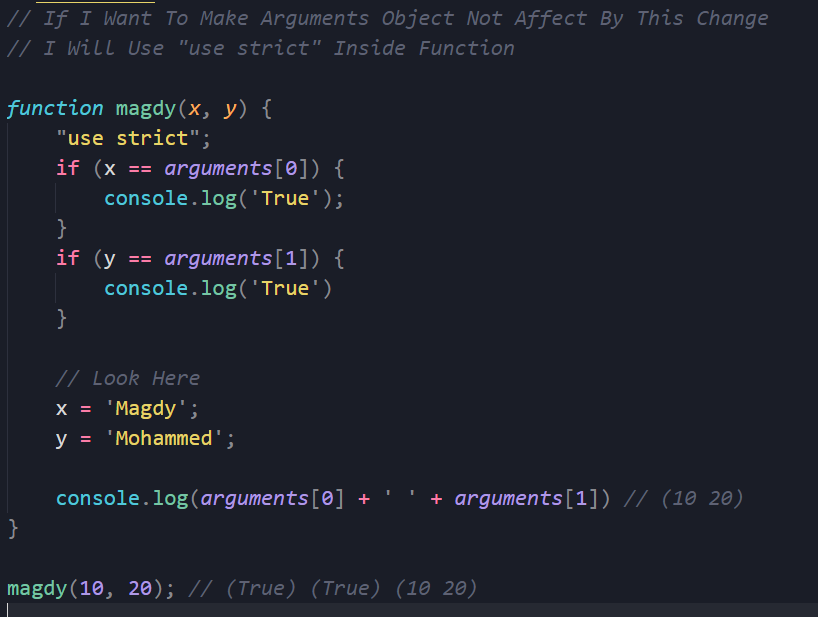 // If I Want To Make Arguments Object Not Affect By This Change
// I Will Use "use strict" Inside Function
function magdy(x, y) {
"use strict";
if (x == arguments[0]) {
console.log('True');
}
if (y == arguments[1]) {
console.log('True')
}
// Look Here
x = 'Magdy';
y = 'Mohammed';
console.log(arguments[0] + ' ' + arguments[1]) // (10 20)
}
magdy(10, 20); // (True) (True) (10 20)